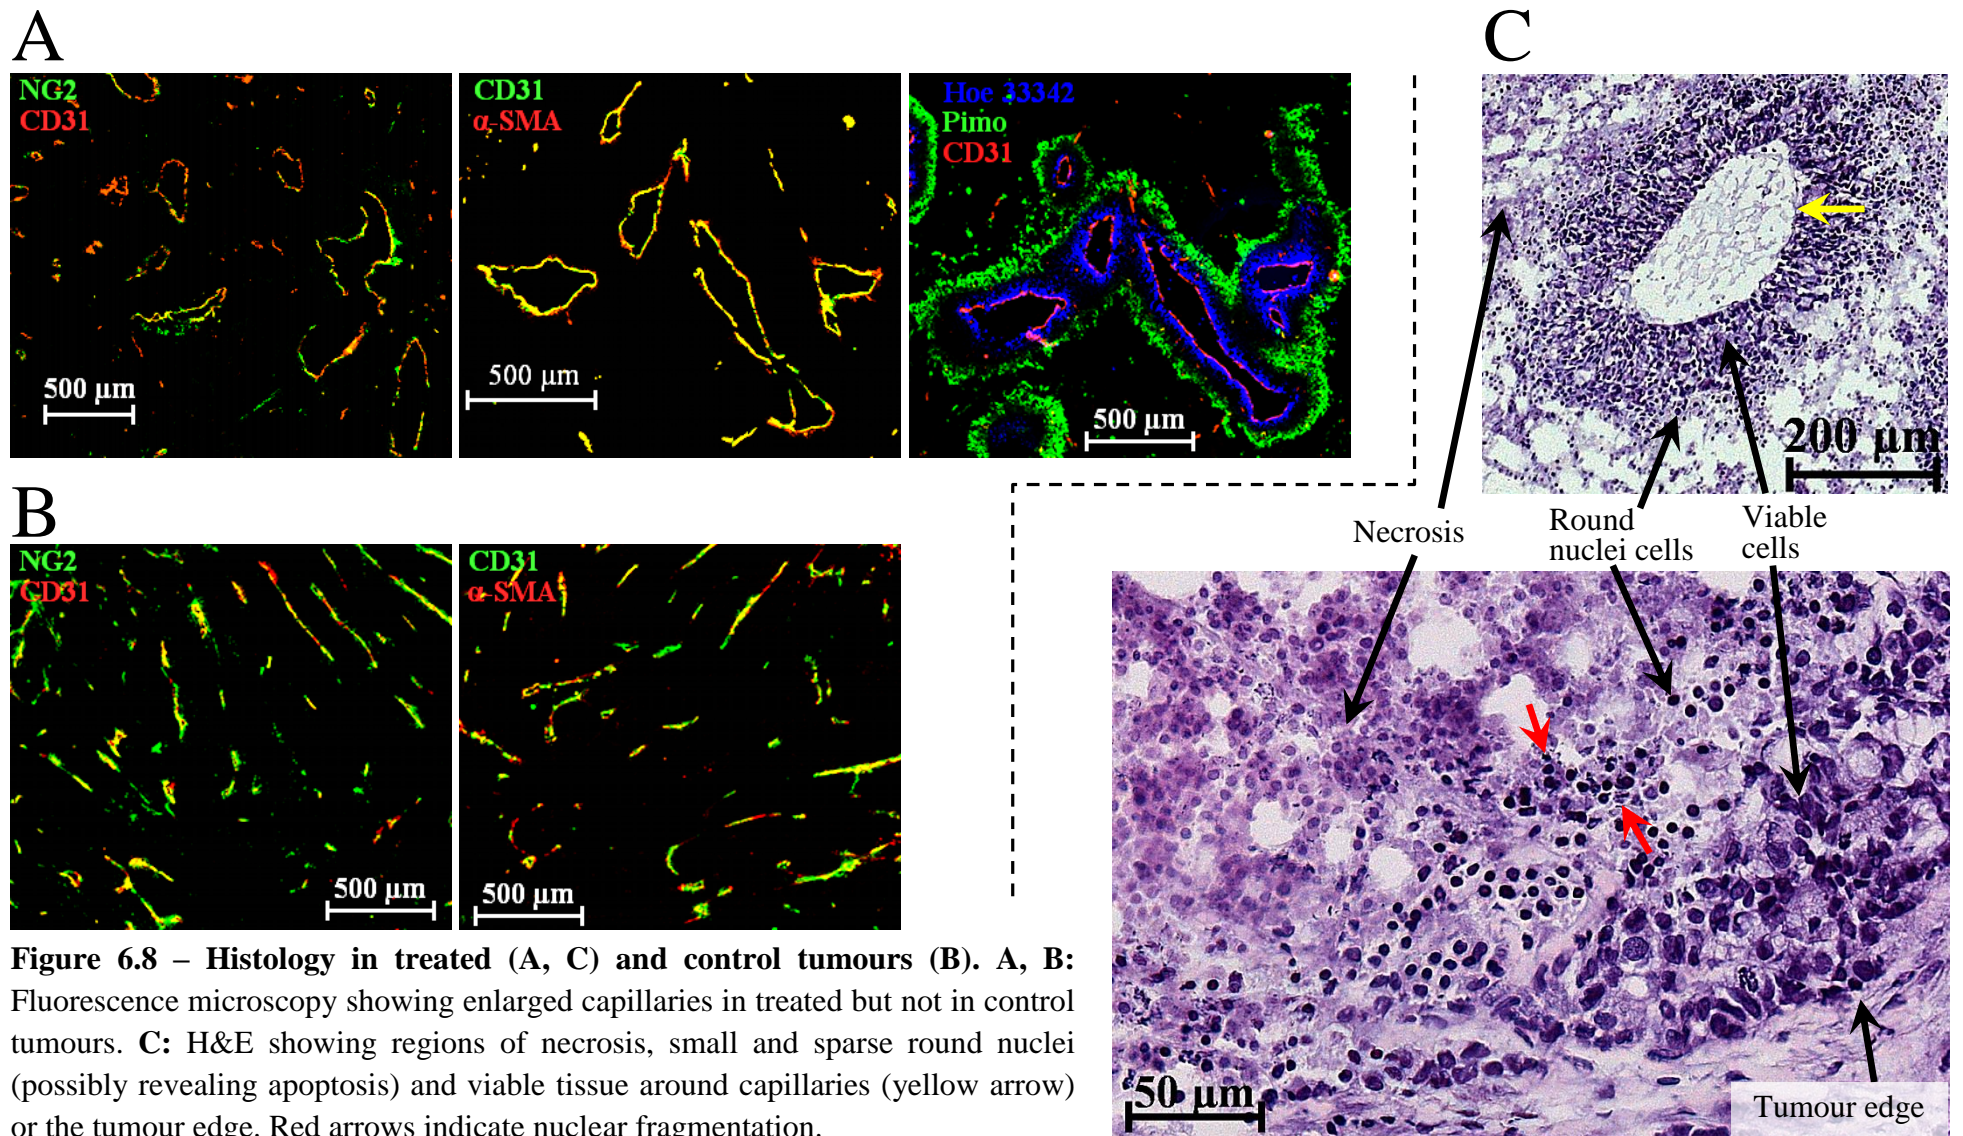 A
NG2
CD31
500 µm
CD31
α-SMA
500 µm
Hoe 33342
Pimo
CD31
500 µm
C
200 µm
Necrosis
Round
nuclei cells
Viable
cells
50 µm
Tumour edge
B
NG2
CD31
500 µm
CD31
α-SMA
500 µm
Figure 6.8 – Histology in treated (A, C) and control tumours (B). A, B:
Fluorescence microscopy showing enlarged capillaries in treated but not in control
tumours. C: H&E showing regions of necrosis, small and sparse round nuclei
(possibly revealing apoptosis) and viable tissue around capillaries (yellow arrow)
or the tumour edge. Red arrows indicate nuclear fragmentation.